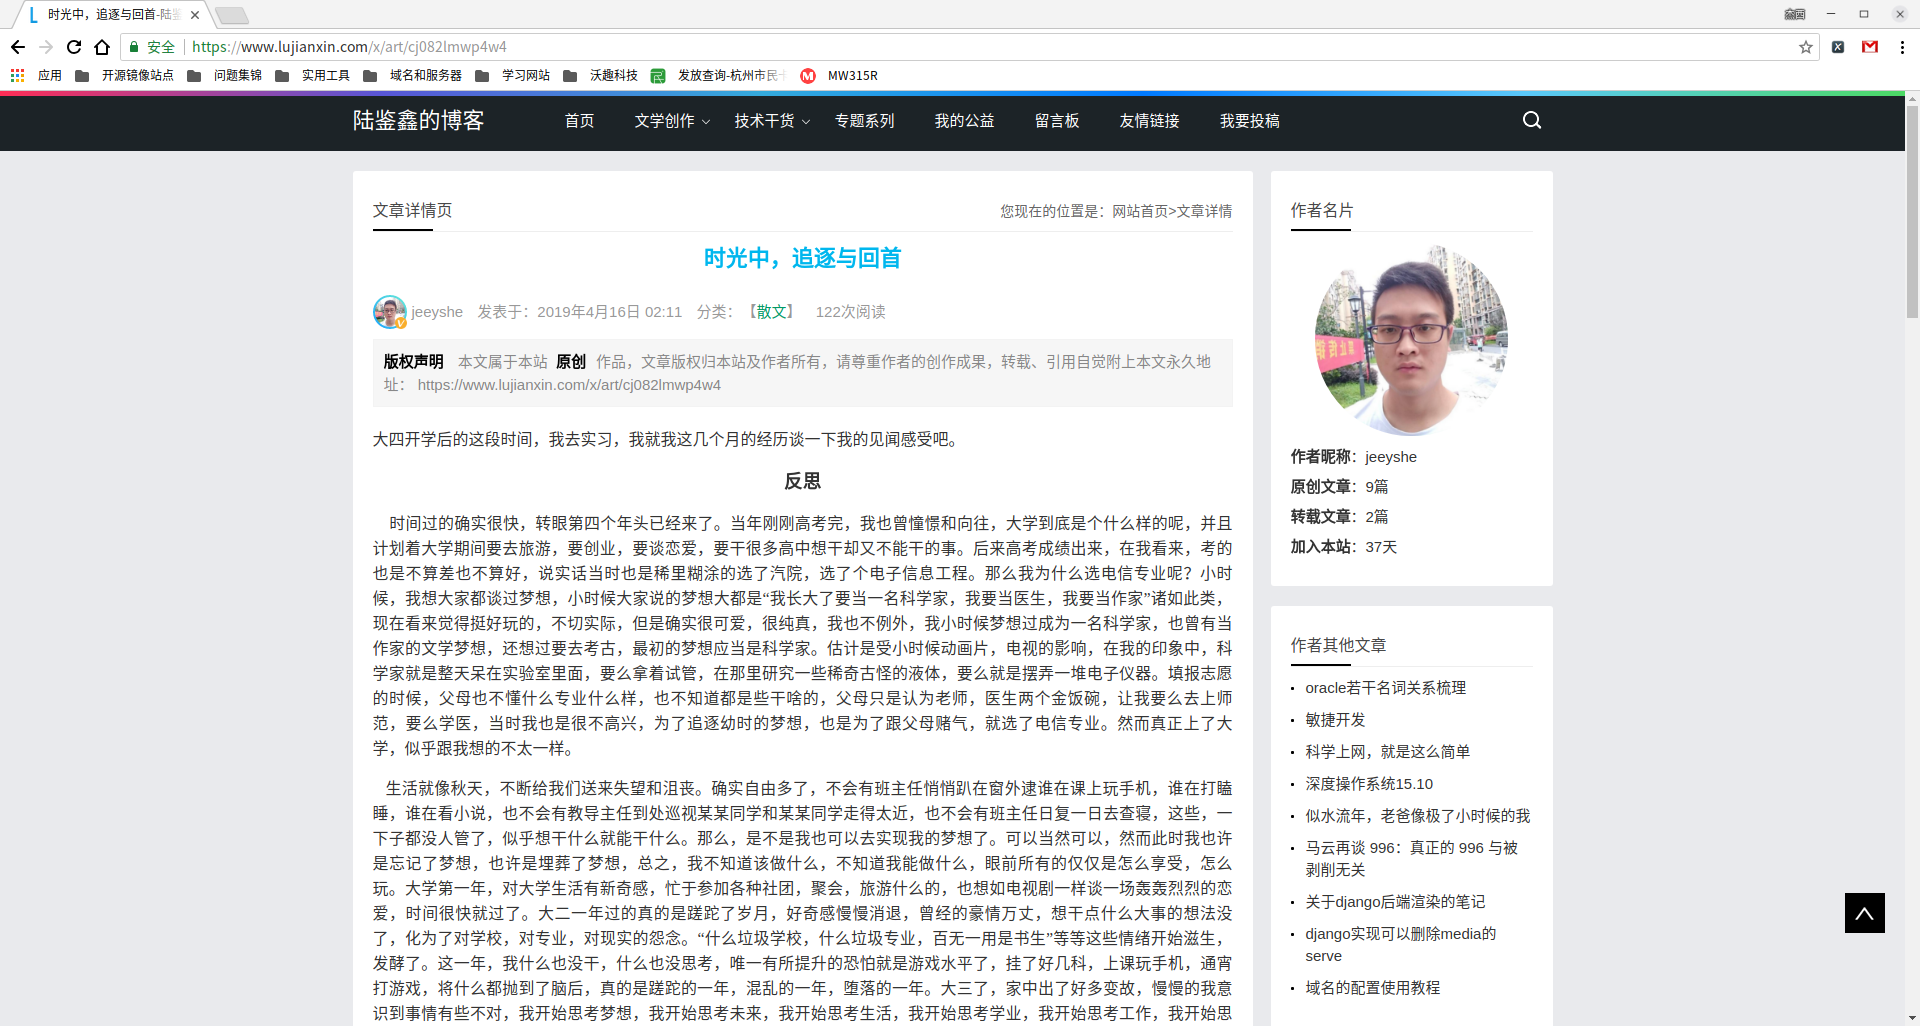 时光中，追逐与回首-陆鉴
安全 https://www.lujianxin.com/x/art/cj082lmwp4w4
应用 开源镜像站点 问题集锦 实用工具 域名和服务器 学习网站 沃趣科技 发放查询-杭州市民卡 MW315R
陆鉴鑫的博客 首页 文学创作 技术干货 专题系列 我的公益 留言板 友情链接 我要投稿
文章详情页 您现在的位置是：网站首页>文章详情
时光中，追逐与回首
jeeyshe 发表于：2019年4月16日 02:11 分类：【散文】 122次阅读
版权声明 本文属于本站 原创 作品，文章版权归本站及作者所有，请尊重作者的创作成果，转载、引用自觉附上本文永久地
址： https://www.lujianxin.com/x/art/cj082lmwp4w4
大四开学后的这段时间，我去实习，我就我这几个月的经历谈一下我的见闻感受吧。
反思
时间过的确实很快，转眼第四个年头已经来了。当年刚刚高考完，我也曾憧憬和向往，大学到底是个什么样的呢，并且
计划着大学期间要去旅游，要创业，要谈恋爱，要干很多高中想干却又不能干的事。后来高考成绩出来，在我看来，考的
也是不算差也不算好，说实话当时也是稀里糊涂的选了汽院，选了个电子信息工程。那么我为什么选电信专业呢？小时
候，我想大家都谈过梦想，小时候大家说的梦想大都是“我长大了要当一名科学家，我要当医生，我要当作家”诸如此类，
现在看来觉得挺好玩的，不切实际，但是确实很可爱，很纯真，我也不例外，我小时候梦想过成为一名科学家，也曾有当
作家的文学梦想，还想过要去考古，最初的梦想应当是科学家。估计是受小时候动画片，电视的影响，在我的印象中，科
学家就是整天呆在实验室里面，要么拿着试管，在那里研究一些稀奇古怪的液体，要么就是摆弄一堆电子仪器。填报志愿
的时候，父母也不懂什么专业什么样，也不知道都是些干啥的，父母只是认为老师，医生两个金饭碗，让我要么去上师
范，要么学医，当时我也是很不高兴，为了追逐幼时的梦想，也是为了跟父母赌气，就选了电信专业。然而真正上了大
学，似乎跟我想的不太一样。
生活就像秋天，不断给我们送来失望和沮丧。确实自由多了，不会有班主任悄悄趴在窗外逮谁在课上玩手机，谁在打瞌
睡，谁在看小说，也不会有教导主任到处巡视某某同学和某某同学走得太近，也不会有班主任日复一日去查寝，这些，一
下子都没人管了，似乎想干什么就能干什么。那么，是不是我也可以去实现我的梦想了。可以当然可以，然而此时我也许
是忘记了梦想，也许是埋葬了梦想，总之，我不知道该做什么，不知道我能做什么，眼前所有的仅仅是怎么享受，怎么
玩。大学第一年，对大学生活有新奇感，忙于参加各种社团，聚会，旅游什么的，也想如电视剧一样谈一场轰轰烈烈的恋
爱，时间很快就过了。大二一年过的真的是蹉跎了岁月，好奇感慢慢消退，曾经的豪情万丈，想干点什么大事的想法没
了，化为了对学校，对专业，对现实的怨念。“什么垃圾学校，什么垃圾专业，百无一用是书生”等等这些情绪开始滋生，
发酵了。这一年，我什么也没干，什么也没思考，唯一有所提升的恐怕就是游戏水平了，挂了好几科，上课玩手机，通宵
打游戏，将什么都抛到了脑后，真的是蹉跎的一年，混乱的一年，堕落的一年。大三了，家中出了好多变故，慢慢的我意
识到事情有些不对，我开始思考梦想，我开始思考未来，我开始思考生活，我开始思考学业，我开始思考工作，我开始思
作者名片
作者昵称：jeeyshe
原创文章：9篇
转载文章：2篇
加入本站：37天
作者其他文章
oracle若干名词关系梳理
敏捷开发
科学上网，就是这么简单
深度操作系统15.10
似水流年，老爸像极了小时候的我
马云再谈 996：真正的 996 与被
剥削无关
关于django后端渲染的笔记
django实现可以删除media的
serve
域名的配置使用教程